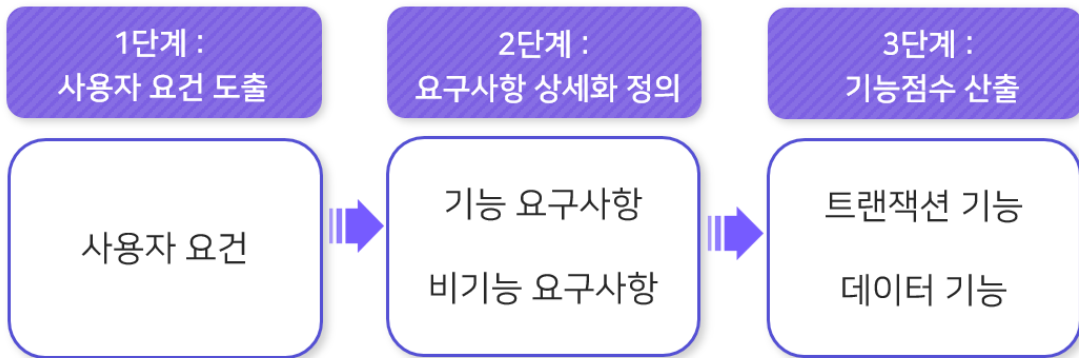 1단계 :
사용자 요건 도출
사용자 요건
2단계 :
요구사항 상세화 정의
기능 요구사항
비기능 요구사항
3단계 :
기능점수 산출
트랜잭션 기능
데이터 기능